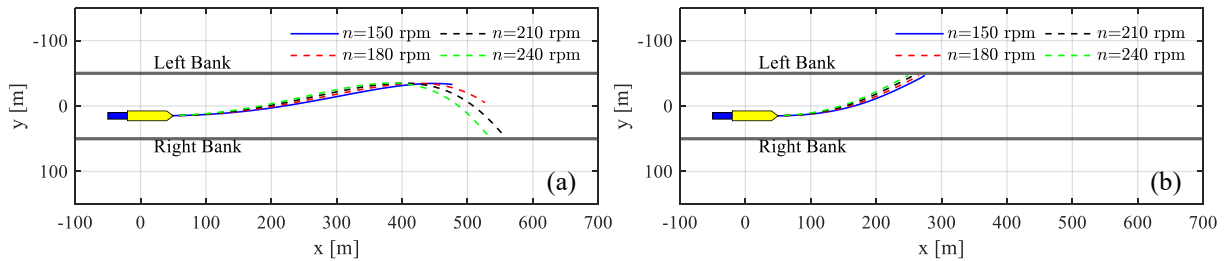 -100
0
100
y [m]
Left Bank
Right Bank
n=150 rpm
n=180 rpm
n=210 rpm
n=240 rpm
(a)
-100 0 100 200 300 400 500 600 700
x [m]
-100
0
100
y [m]
Left Bank
Right Bank
n=150 rpm
n=180 rpm
n=210 rpm
n=240 rpm
(b)
-100 0 100 200 300 400 500 600 700
x [m]